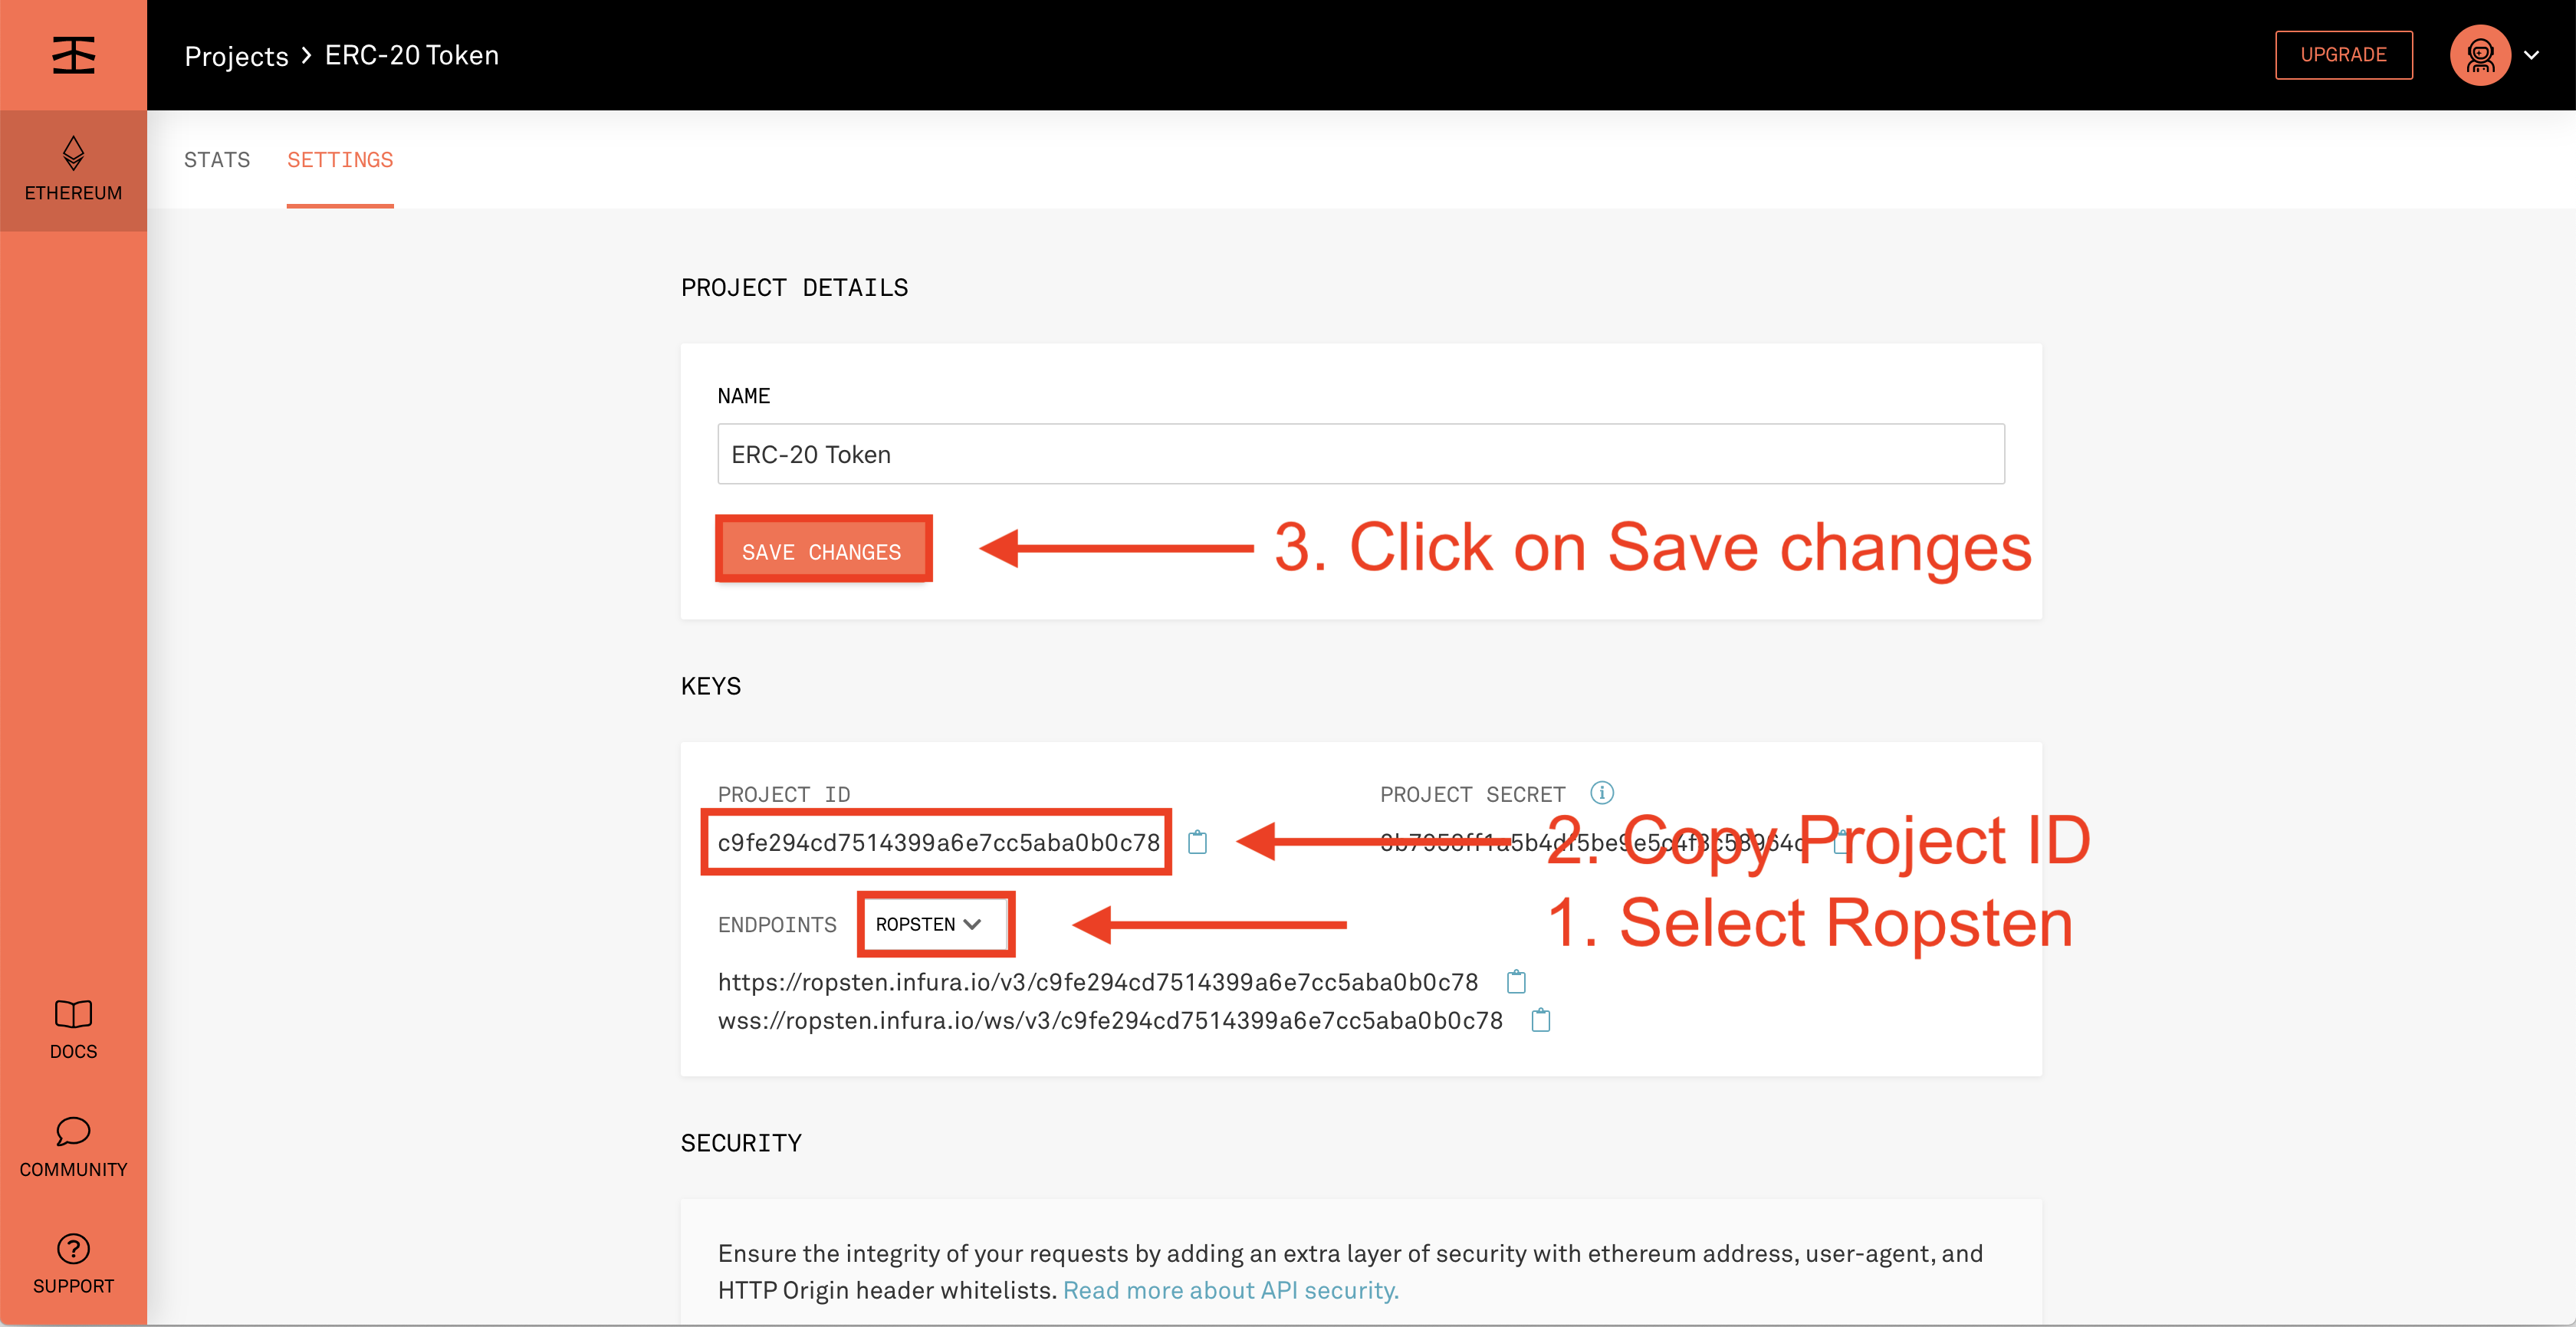 Projects > ERC-20 Token
UPGRADE
ETHEREUM
STATS SETTINGS
PROJECT DETAILS
NAME
ERC-20 Token
SAVE CHANGES
3. Click on Save changes
KEYS
PROJECT ID
PROJECT SECRET
c9fe294cd7514399a6e7cc5aba0b0c78
2. Copy Project ID
ENDPOINTS ROPSTEN
1. Select Ropsten
https://ropsten.infura.io/v3/c9fe294cd7514399a6e7cc5aba0b0c78
wss://ropsten.infura.io/ws/v3/c9fe294cd7514399a6e7cc5aba0b0c78
SECURITY
Ensure the integrity of your requests by adding an extra layer of security with ethereum address, user-agent, and
HTTP Origin header whitelists. Read more about API security.
DOCS
COMMUNITY
SUPPORT